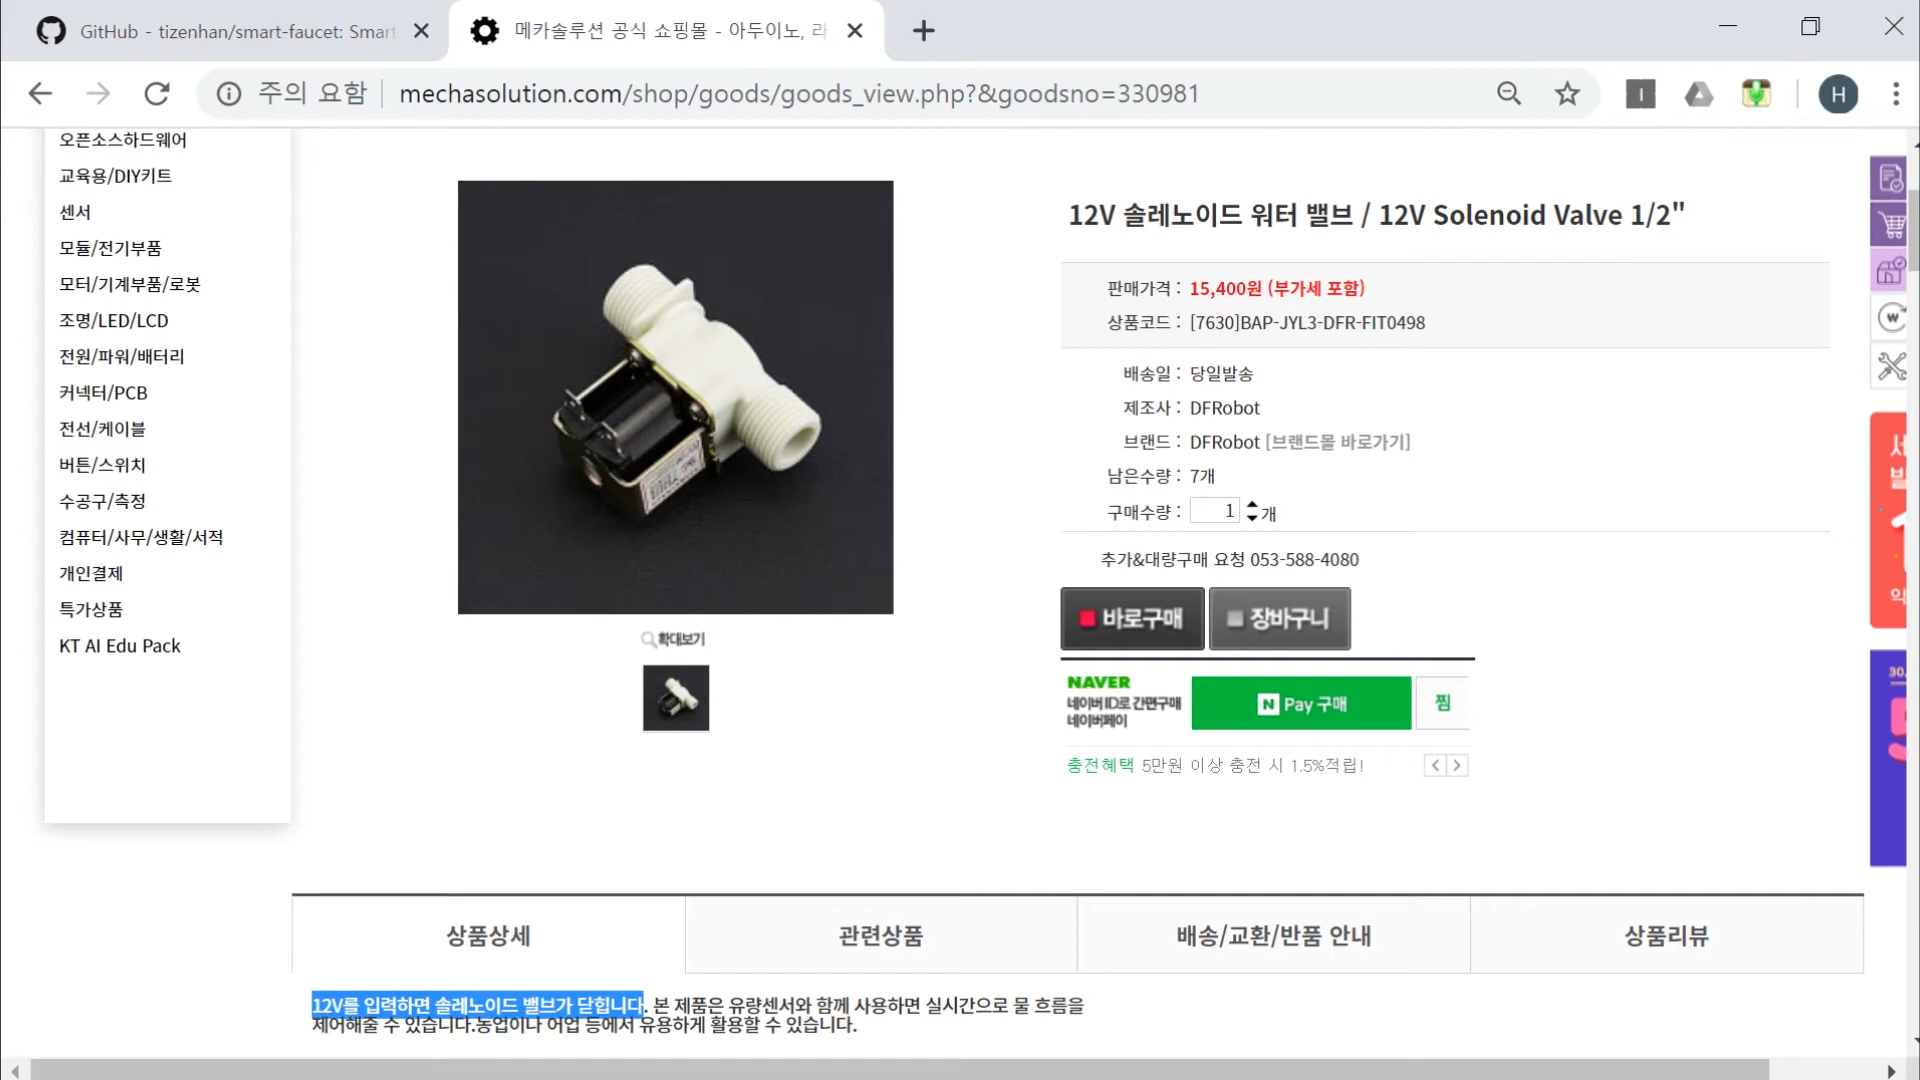 GitHub - tizenhan/smart-faucet: Smart
메카솔루션 공식 쇼핑몰 - 아두이노, 라
주의 요함
mechasolution.com/shop/goods/goods_view.php?&goodsno=330981
H
오픈소스하드웨어
교육용/DIY키트
센서
모듈/전기부품
모터/기계부품/로봇
조명/LED/LCD
전원/파워/배터리
커넥터/PCB
전선/케이블
버튼/스위치
수공구/측정
컴퓨터/사무/생활/서적
개인결제
특가상품
KT AI Edu Pack
확대보기
12V 솔레노이드 워터 밸브 / 12V Solenoid Valve 1/2"
판매가격 : 15,400원 (부가세 포함)
상품코드 : [7630]BAP-JYL3-DFR-FIT0498
배송일 : 당일발송
제조사 : DFRobot
브랜드 : DFRobot [브랜드몰 바로가기]
남은수량 : 7개
구매수량 : 1 개
추가&대량구매 요청 053-588-4080
바로구매
장바구니
NAVER
네이버 ID로 간편구매
네이버페이
N Pay 구매
찜
충전혜택 5만원 이상 충전 시 1.5%적립!
W
30.
상품상세
관련상품
배송/교환/반품 안내
상품리뷰
12V를 입력하면 솔레노이드 밸브가 닫힙니다. 본 제품은 유량센서와 함께 사용하면 실시간으로 물 흐름을
제어해줄 수 있습니다.농업이나 어업 등에서 유용하게 활용할 수 있습니다.